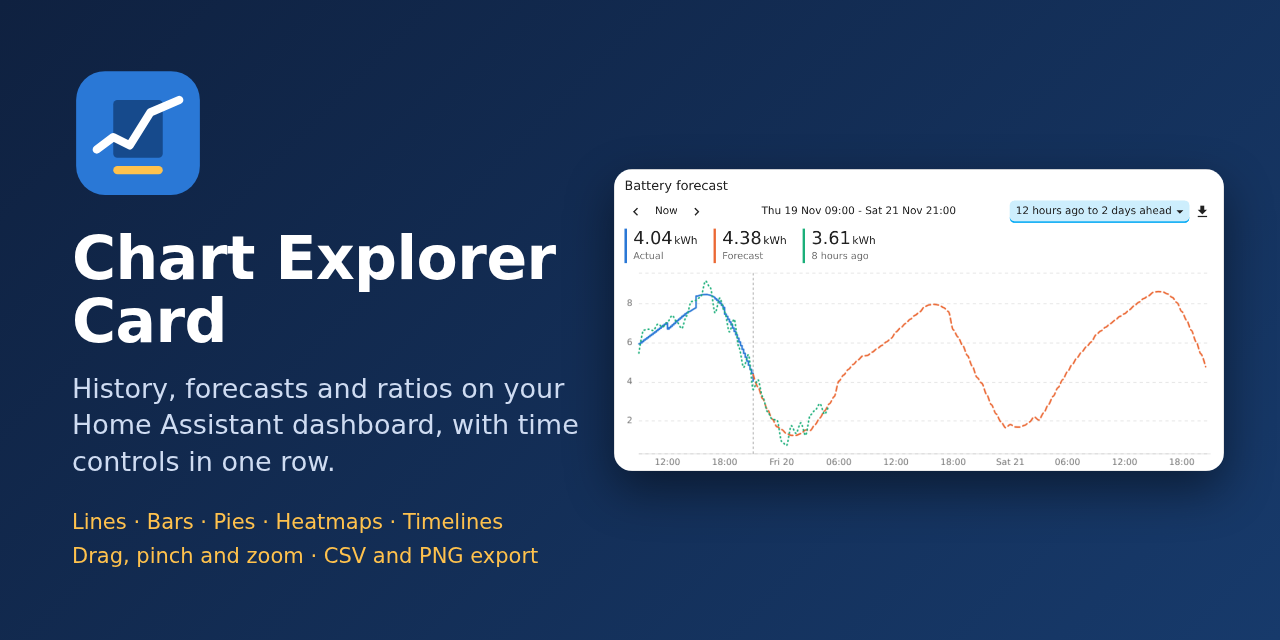 Chart Explorer
Card
History, forecasts and ratios on your
Home Assistant dashboard, with time
controls in one row.
Lines · Bars · Pies · Heatmaps · Timelines
Drag, pinch and zoom · CSV and PNG export
Battery forecast
Now
Thu 19 Nov 09:00 - Sat 21 Nov 21:00
12 hours ago to 2 days ahead
4.04 kWh
Actual
4.38 kWh
Forecast
3.61 kWh
8 hours ago
8
6
4
2
12:00 18:00 Fri 20 06:00 12:00 18:00 Sat 21 06:00 12:00 18:00